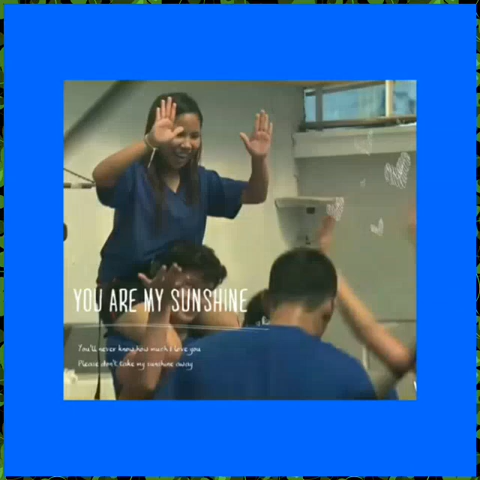 YOU ARE MY SUNSHINE
You'll never know how much I love you
Please don't take my sunshine away